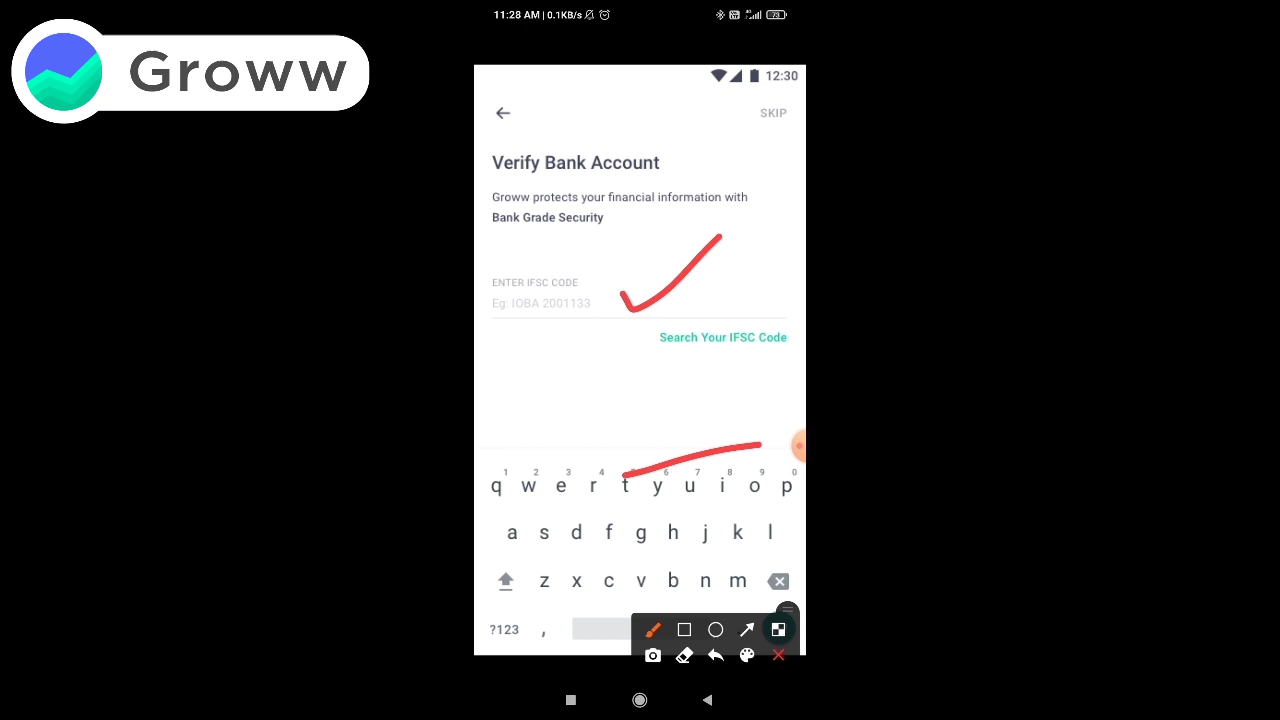 11:28 AM | 0.1KB/s
4G
73
Groww
12:30
SKIP
Verify Bank Account
Groww protects your financial information with
Bank Grade Security
ENTER IFSC CODE
Eg: IOBA 2001133
Search Your IFSC Code
1 2 3 4 5 6 7 8 9 0
q w e r t y u i o p
a s d f g h j k l
z x c v b n m
?123 ,